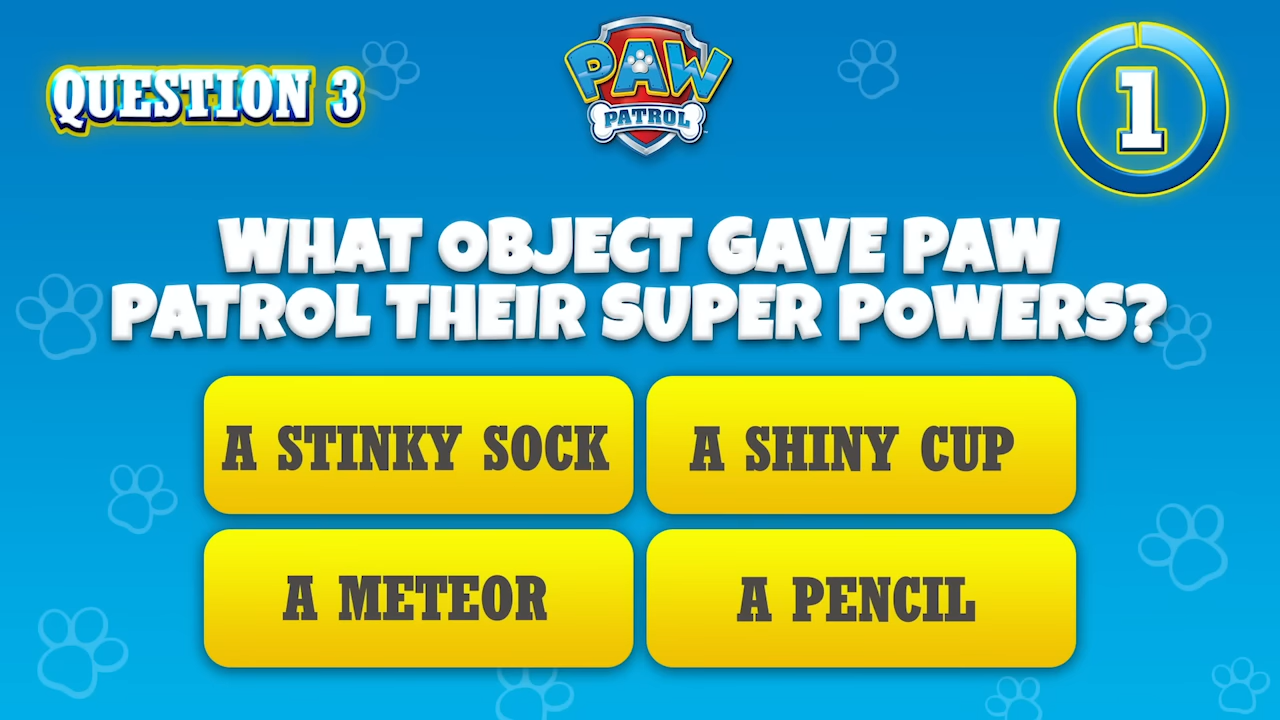 QUESTION 3
PAW
PATROL
1
WHAT OBJECT GAVE PAW
PATROL THEIR SUPER POWERS?
A STINKY SOCK
A SHINY CUP
A METEOR
A PENCIL